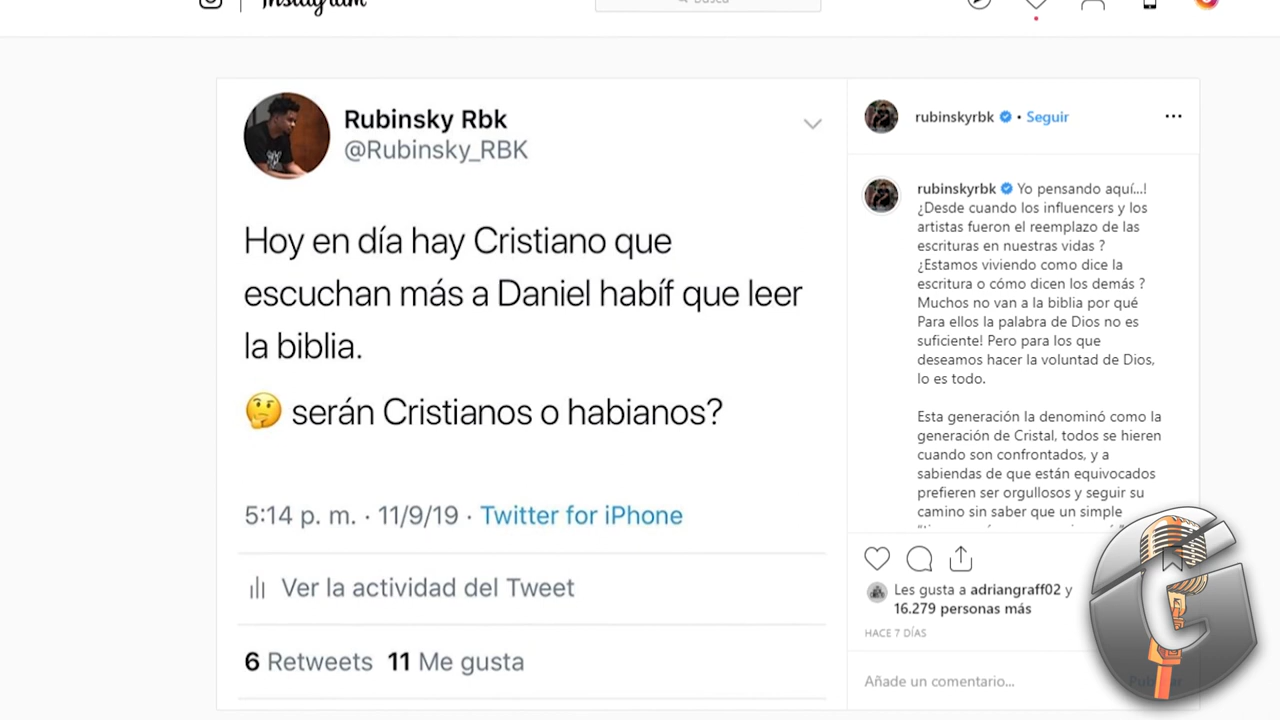 Instagram
Busca
Rubinsky Rbk
@Rubinsky_RBK
Hoy en día hay Cristiano que
escuchan más a Daniel habíf que leer
la biblia.
🤔 serán Cristianos o habianos?
5:14 p. m. · 11/9/19 · Twitter for iPhone
Ver la actividad del Tweet
6 Retweets 11 Me gusta
rubinskyrbk • Seguir
rubinskyrbk Yo pensando aquí...!
¿Desde cuando los influencers y los
artistas fueron el reemplazo de las
escrituras en nuestras vidas ?
¿Estamos viviendo como dice la
escritura o cómo dicen los demás ?
Muchos no van a la biblia por qué
Para ellos la palabra de Dios no es
suficiente! Pero para los que
deseamos hacer la voluntad de Dios,
lo es todo.
Esta generación la denominó como la
generación de Cristal, todos se hieren
cuando son confrontados, y a
sabiendas de que están equivocados
prefieren ser orgullosos y seguir su
camino sin saber que un simple
Les gusta a adriangraff02 y
16.279 personas más
HACE 7 DÍAS
Añade un comentario...
G